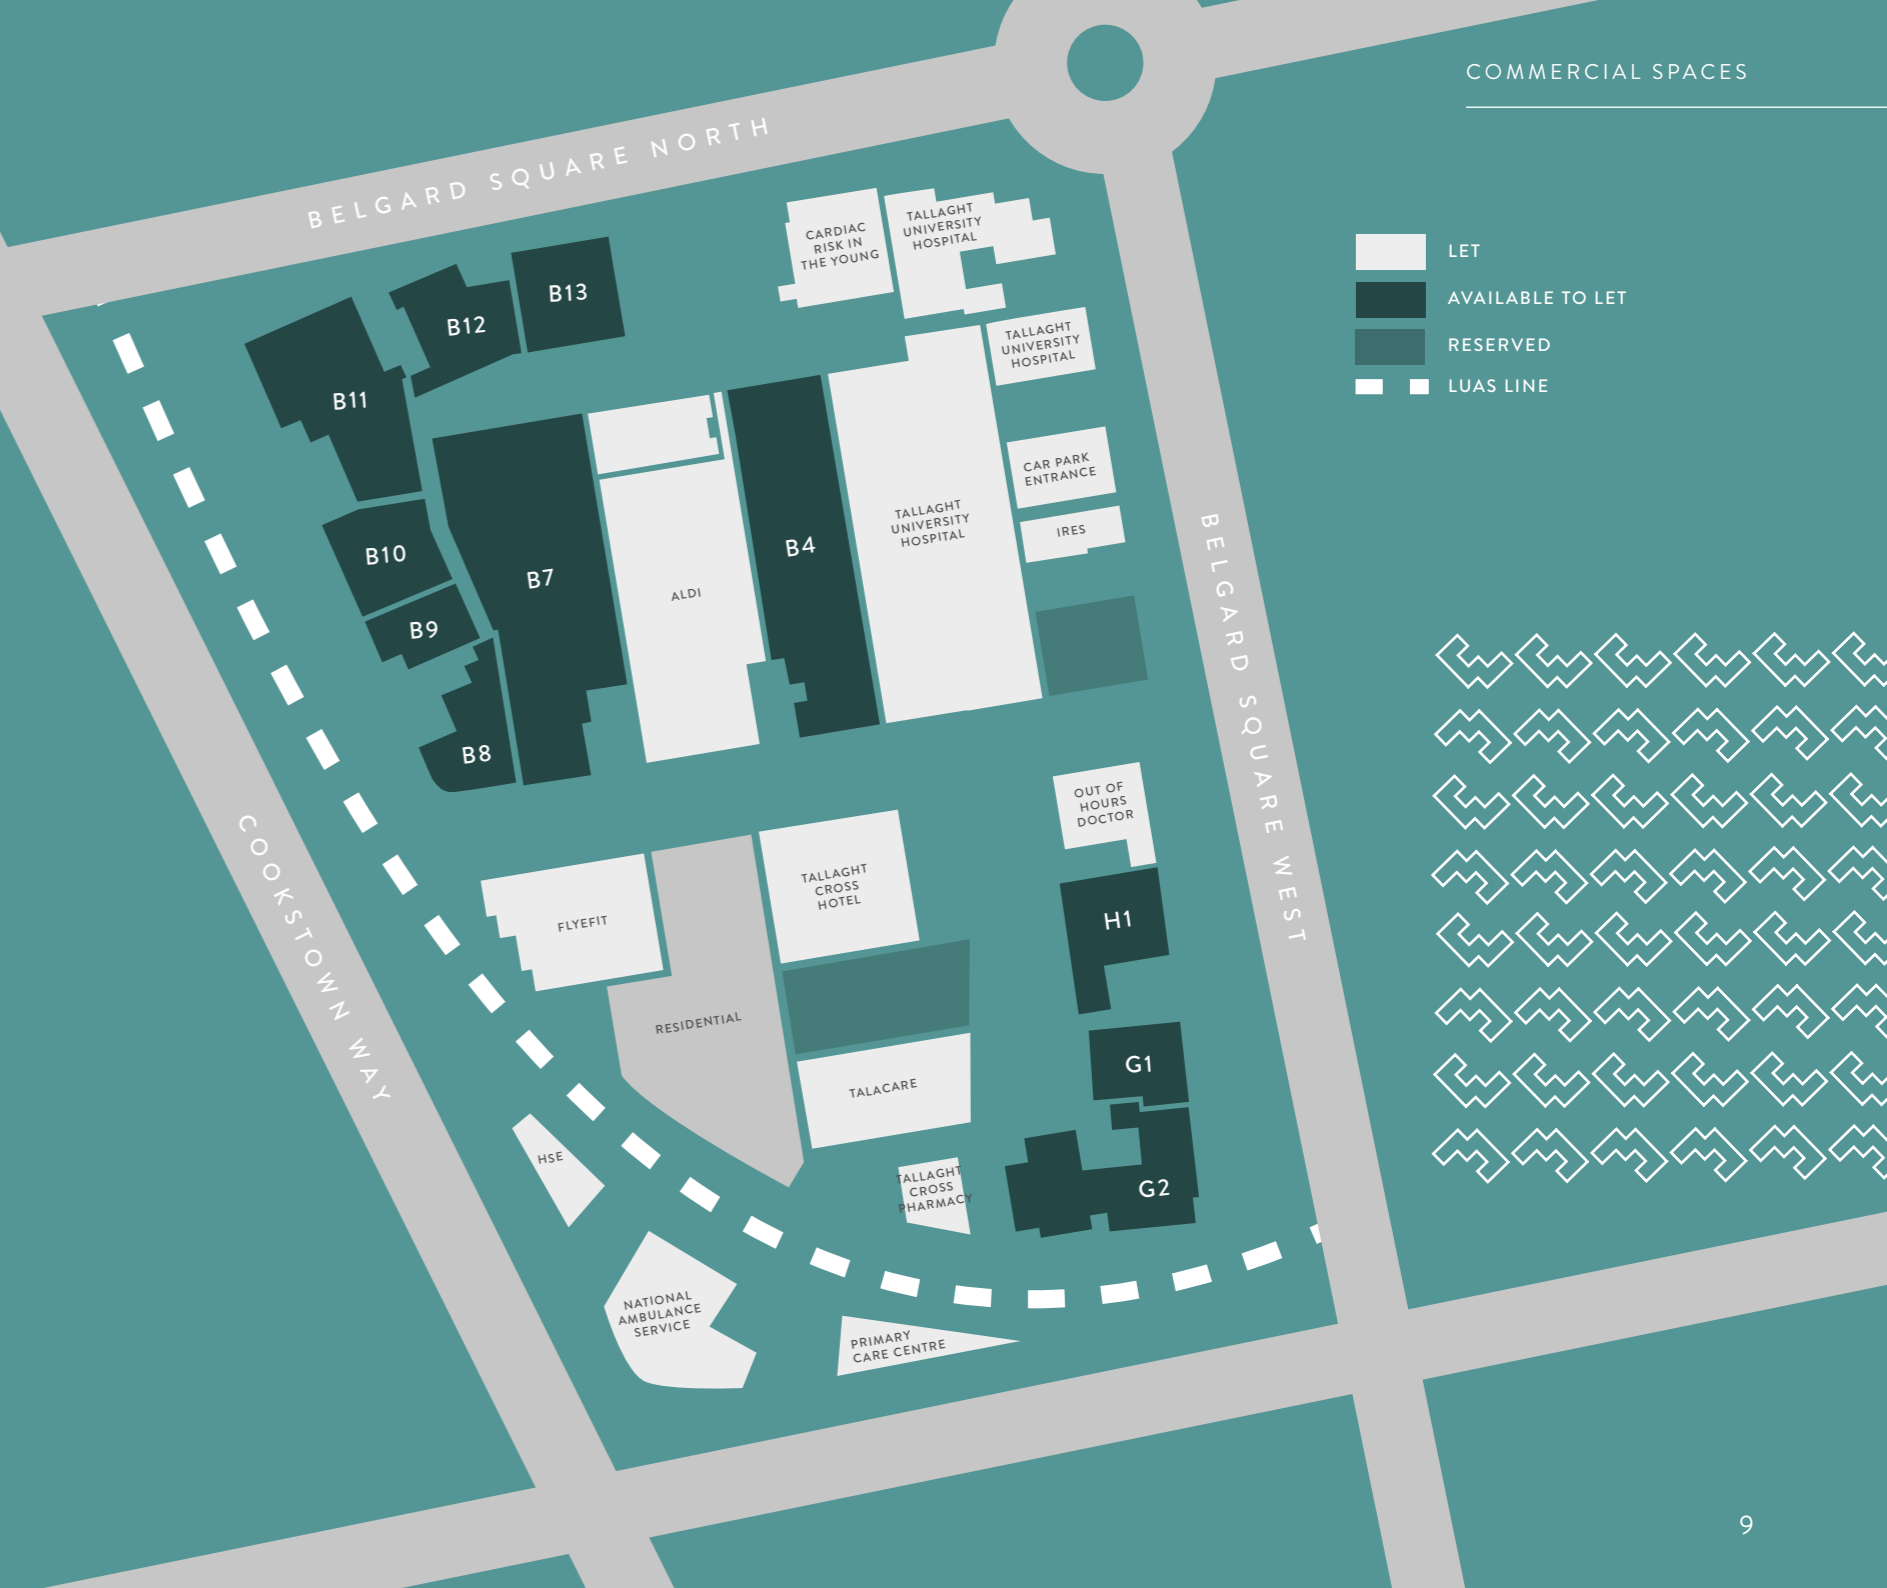 COMMERCIAL SPACES
BELGARD SQUARE NORTH
LET
AVAILABLE TO LET
RESERVED
LUAS LINE
CARDIAC
RISK IN
THE YOUNG
TALLAGHT
UNIVERSITY
HOSPITAL
B13
B12
B11
TALLAGHT
UNIVERSITY
HOSPITAL
CAR PARK
ENTRANCE
IRES
TALLAGHT
UNIVERSITY
HOSPITAL
B4
B10
B7
ALDI
B9
B8
BELGARD SQUARE WEST
COOKSTOWN WAY
OUT OF
HOURS
DOCTOR
TALLAGHT
CROSS
HOTEL
FLYEFIT
H1
RESIDENTIAL
G1
TALACARE
HSE
TALLAGHT
CROSS
PHARMACY
G2
NATIONAL
AMBULANCE
SERVICE
PRIMARY
CARE CENTRE
9